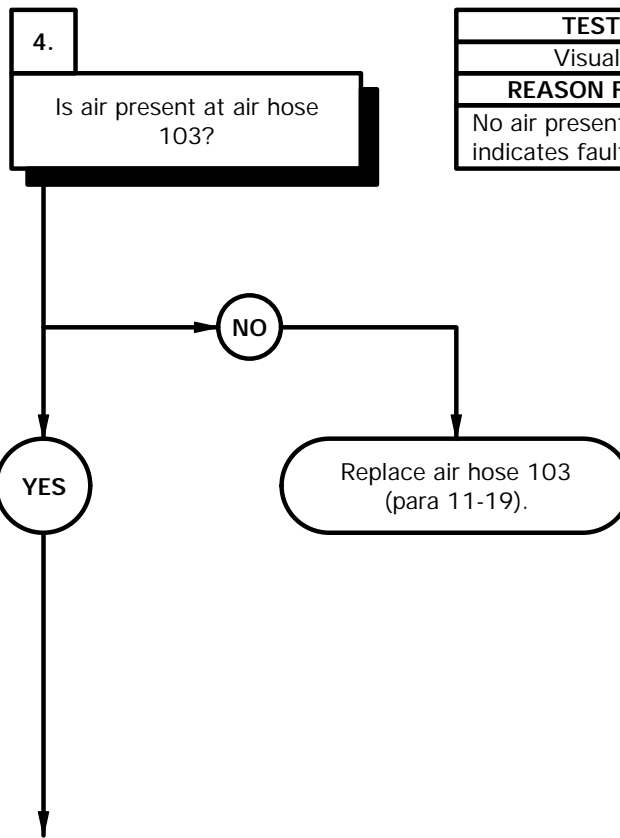 4.
Is air present at air hose
103?
TEST
Visual
REASON
No air present
indicates
NO
YES
Replace air hose 103
(para 11-19).